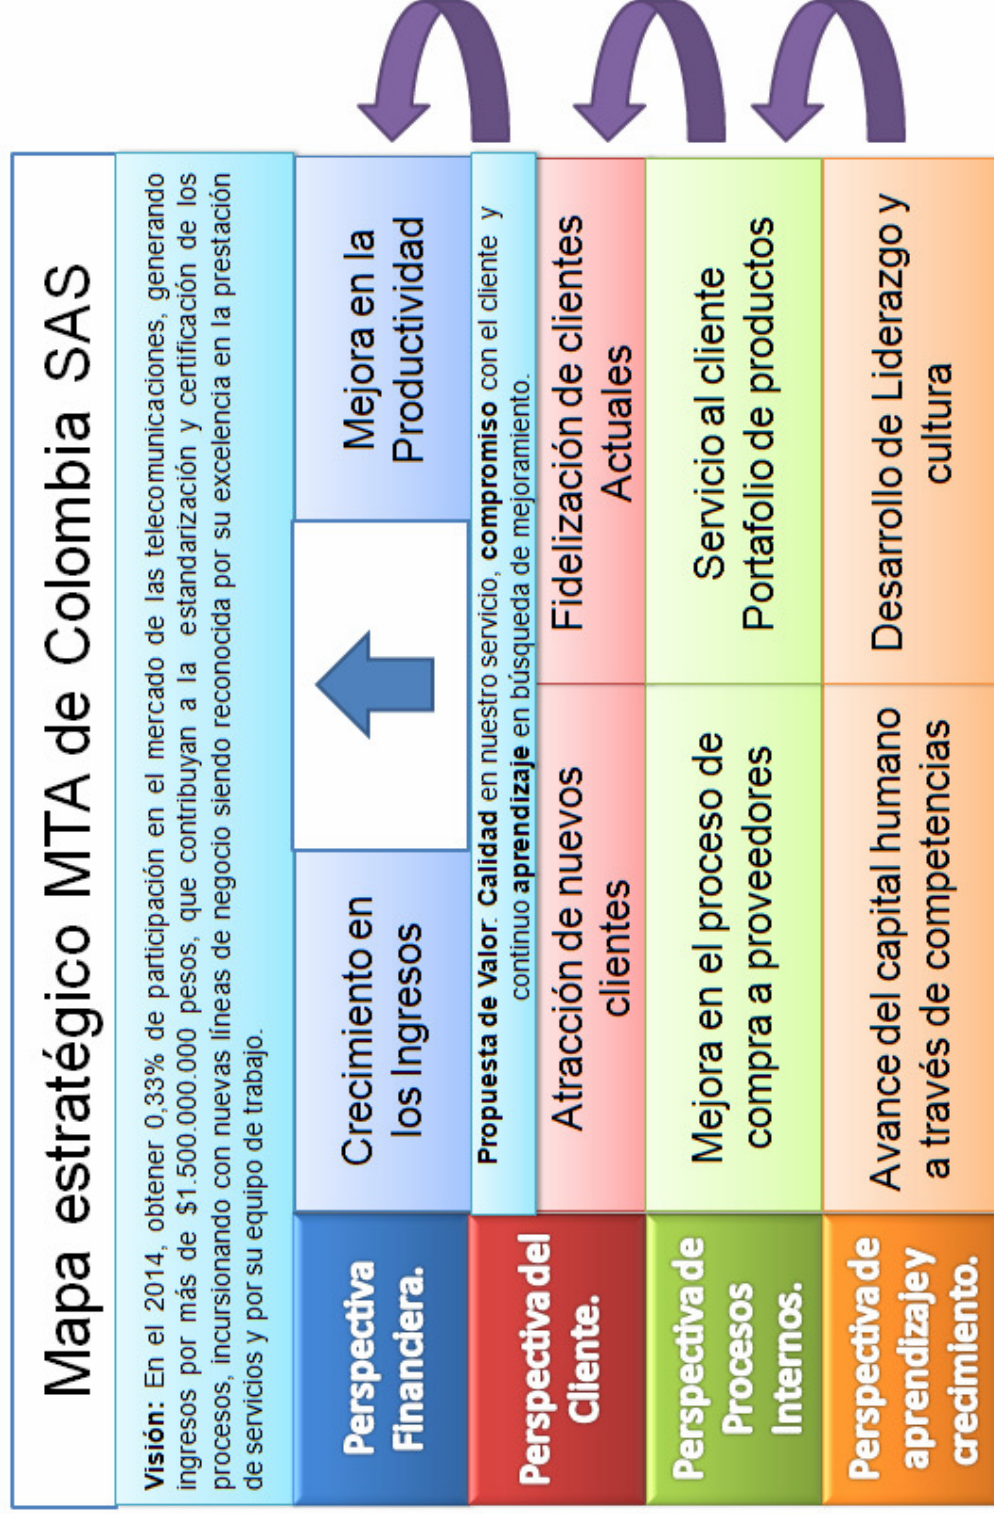 Mapa estratégico MTA de Colombia SAS
Visión: En el 2014, obtener 0,33% de participación en el mercado de las telecomunicaciones, generando
ingresos por más de $1.500.000.000 pesos, que contribuyan a la estandarización y certificación de los
procesos, incursionando con nuevas líneas de negocio siendo reconocida por su excelencia en la prestación
de servicios y por su equipo de trabajo.
Perspectiva
Financiera.
Crecimiento en
los Ingresos
Mejora en la
Productividad
Propuesta de Valor: Calidad en nuestro servicio, compromiso con el cliente y
continuo aprendizaje en búsqueda de mejoramiento.
Perspectiva del
Cliente.
Atracción de nuevos
clientes
Fidelización de clientes
Actuales
Perspectiva de
Procesos
Internos.
Mejora en el proceso de
compra a proveedores
Servicio al cliente
Portafolio de productos
Perspectiva de
aprendizaje y
crecimiento.
Avance del capital humano
a través de competencias
Desarrollo de Liderazgo y
cultura